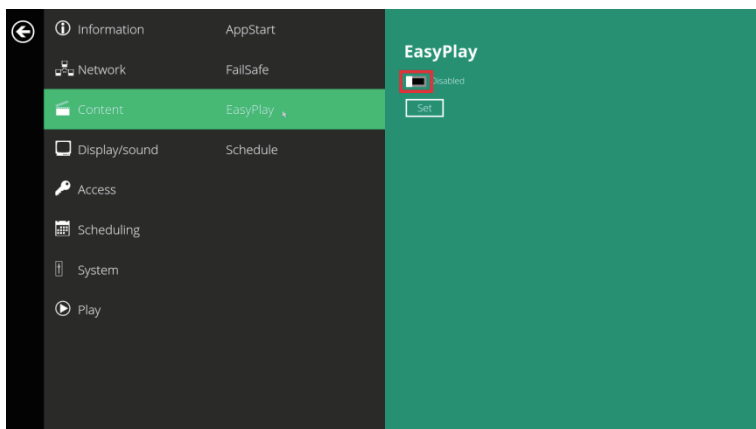 Information
Network
Content
Display/sound
Access
Scheduling
System
Play
AppStart
FailSafe
EasyPlay
Schedule
EasyPlay
Disabled
Set